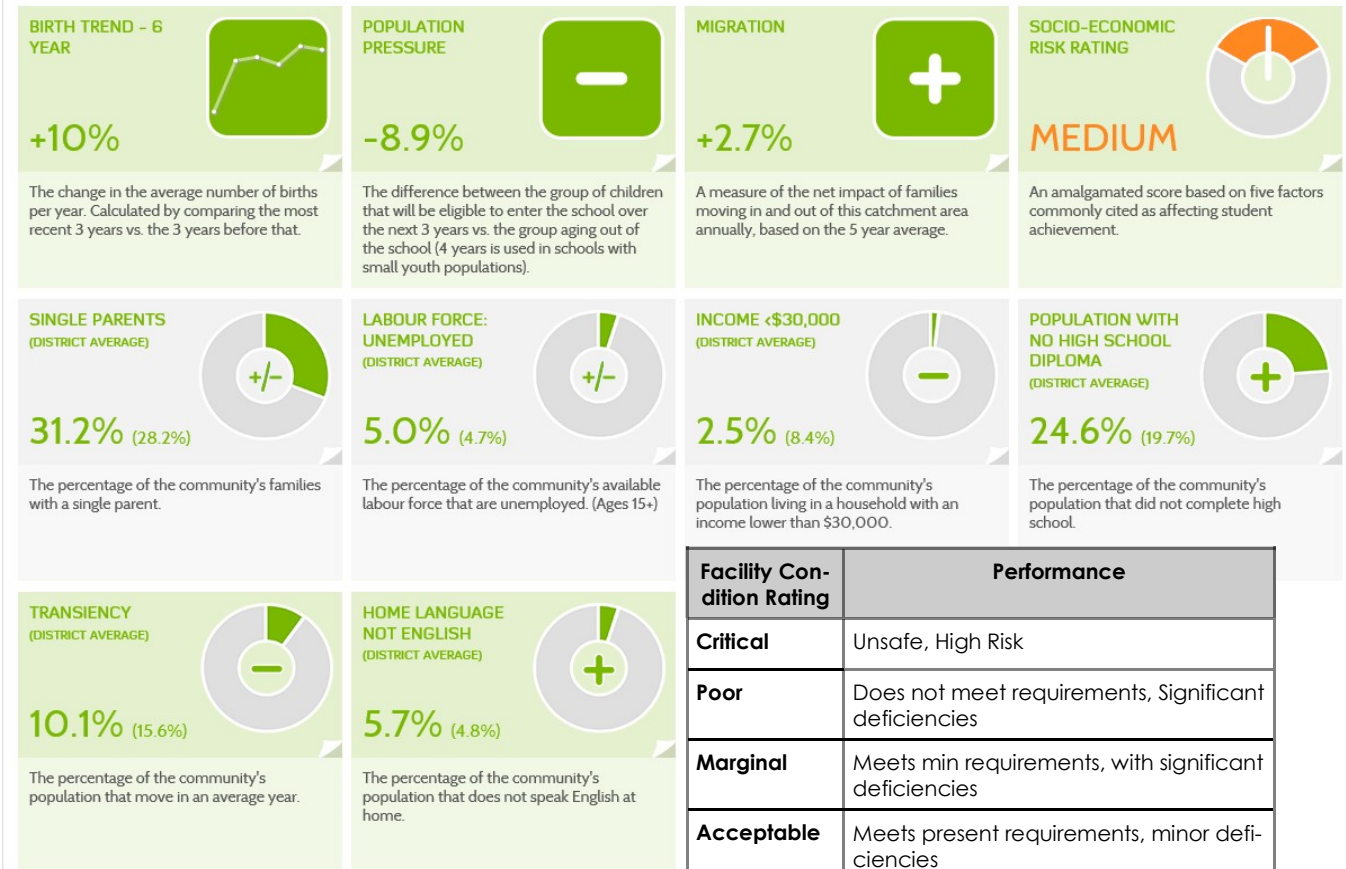 BIRTH TREND - 6
YEAR
+10%
The change in the average number of births
per year. Calculated by comparing the most
recent 3 years vs. the 3 years before that.
POPULATION
PRESSURE
-8.9%
The difference between the group of children
that will be eligible to enter the school over
the next 3 years vs. the group aging out of
the school (4 years is used in schools with
small youth populations).
MIGRATION
+2.7%
A measure of the net impact of families
moving in and out of this catchment area
annually, based on the 5 year average.
SOCIO-ECONOMIC
RISK RATING
MEDIUM
An amalgamated score based on five factors
commonly cited as affecting student
achievement.
SINGLE PARENTS
(DISTRICT AVERAGE)
+/-
31.2% (28.2%)
The percentage of the community's families
with a single parent.
LABOUR FORCE:
UNEMPLOYED
(DISTRICT AVERAGE)
+/-
5.0% (4.7%)
The percentage of the community's available
labour force that are unemployed. (Ages 15+)
INCOME <$30,000
(DISTRICT AVERAGE)
2.5% (8.4%)
The percentage of the community's
population living in a household with an
income lower than $30,000.
POPULATION WITH
NO HIGH SCHOOL
DIPLOMA
(DISTRICT AVERAGE)
24.6% (19.7%)
The percentage of the community's
population that did not complete high
school.
TRANSIENCY
(DISTRICT AVERAGE)
10.1% (15.6%)
The percentage of the community's
population that move in an average year.
HOME LANGUAGE
NOT ENGLISH
(DISTRICT AVERAGE)
5.7% (4.8%)
The percentage of the community's
population that does not speak English at
home.
Facility Con-
dition Rating
Performance
Critical
Unsafe, High Risk
Poor
Does not meet requirements, Significant
deficiencies
Marginal
Meets min requirements, with significant
deficiencies
Acceptable
Meets present requirements, minor defi-
ciencies